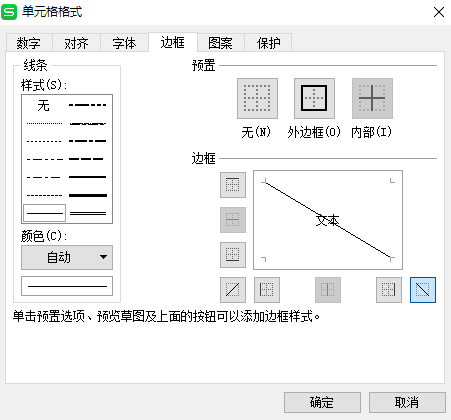 S 单元格格式
数字 对齐 字体 边框 图案 保护
线条
样式(S):
无
颜色(C):
自动
预置
无(N) 外边框(O) 内部(I)
边框
文本
单击预置选项、预览草图及上面的按钮可以添加边框样式。
确定 取消